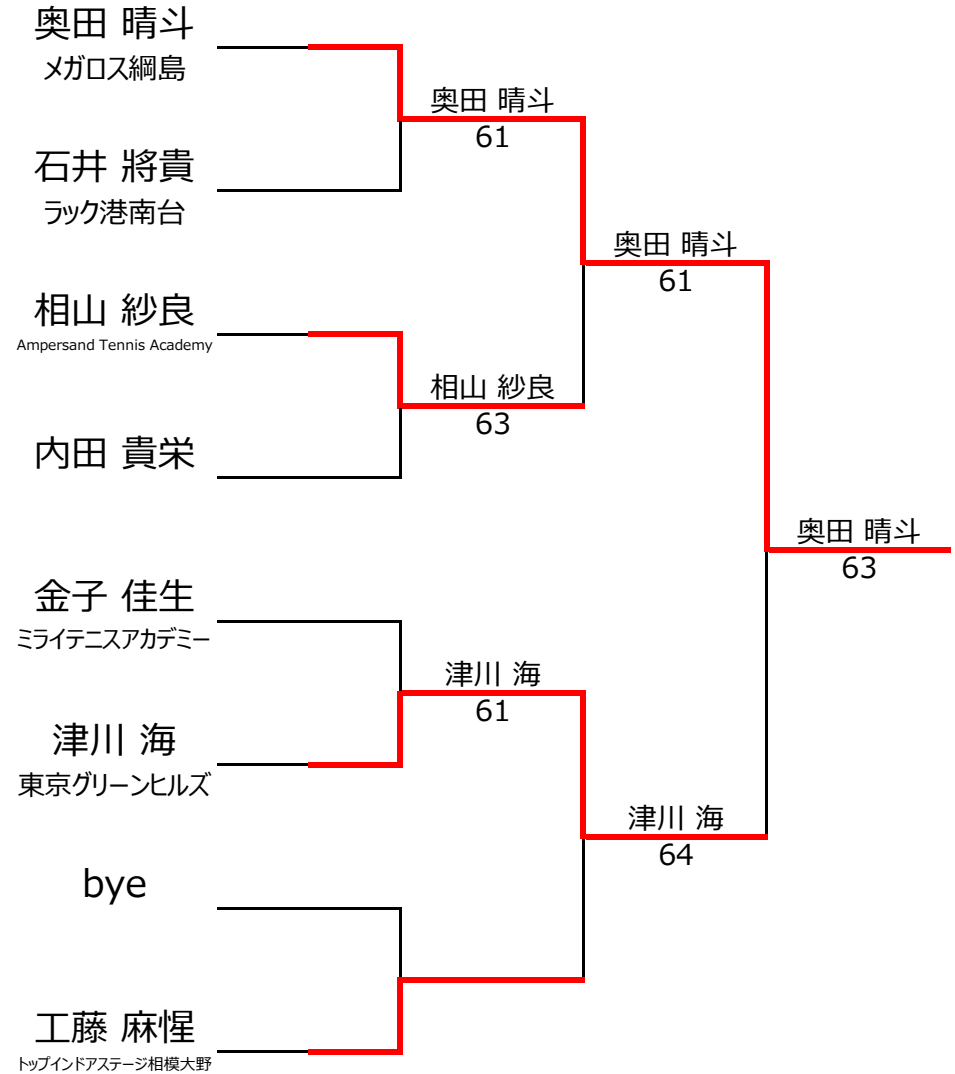 奥田 晴斗
メガロス綱島
奥田 晴斗
61
石井 將貴
ラック港南台
奥田 晴斗
61
相山 紗良
Ampersand Tennis Academy
相山 紗良
63
内田 貴栄
奥田 晴斗
63
金子 佳生
ミライテニスアカデミー
津川 海
61
津川 海
東京グリーンヒルズ
津川 海
64
bye
工藤 麻惺
トップインドアステージ相模大野